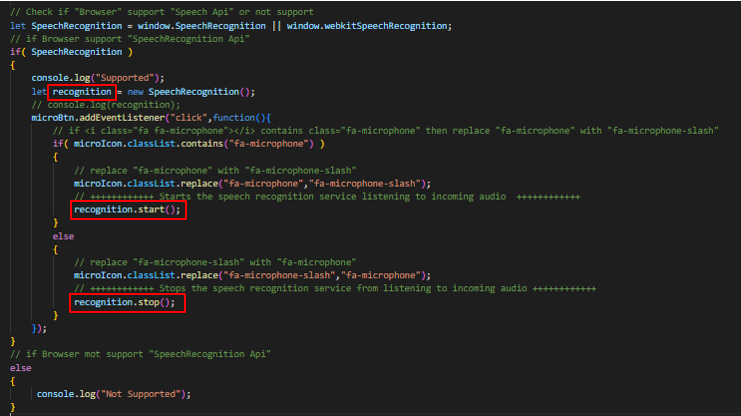 // Check if "Browser" support "Speech Api" or not support
let SpeechRecognition = window.SpeechRecognition || window.webkitSpeechRecognition;
// if Browser support "SpeechRecognition Api"
if( SpeechRecognition )
{
console.log("Supported");
let recognition = new SpeechRecognition();
// console.log(recognition);
microBtn.addEventListener("click",function(){
// if <i class="fa fa-microphone"></i> contains class="fa-microphone" then replace "fa-microphone" with "fa-microphone-slash"
if( microIcon.classList.contains("fa-microphone") )
{
// replace "fa-microphone" with "fa-microphone-slash"
microIcon.classList.replace("fa-microphone","fa-microphone-slash");
// ++++++++++++ Starts the speech recognition service listening to incoming audio  ++++++++++++
recognition.start();
}
else
{
// replace "fa-microphone-slash" with "fa-microphone"
microIcon.classList.replace("fa-microphone-slash","fa-microphone");
// ++++++++++++ Stops the speech recognition service from listening to incoming audio ++++++++++++
recognition.stop();
}
});
}
// if Browser mot support "SpeechRecognition Api"
else
{
console.log("Not Supported");
}